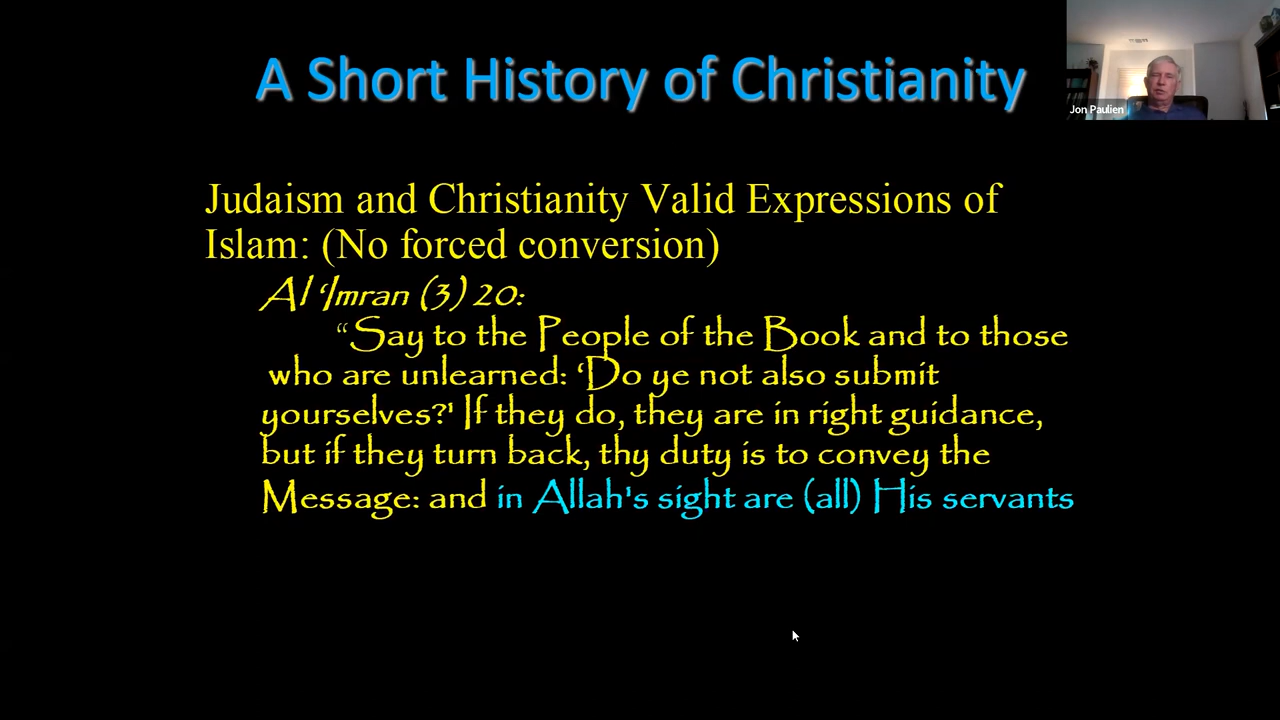 A Short History of Christianity
Jon Paulien
Judaism and Christianity Valid Expressions of
Islam: (No forced conversion)
Al 'Imran (3) 20:
“Say to the People of the Book and to those
who are unlearned: ‘Do ye not also submit
yourselves?' If they do, they are in right guidance,
but if they turn back, thy duty is to convey the
Message: and in Allah's sight are (all) His servants